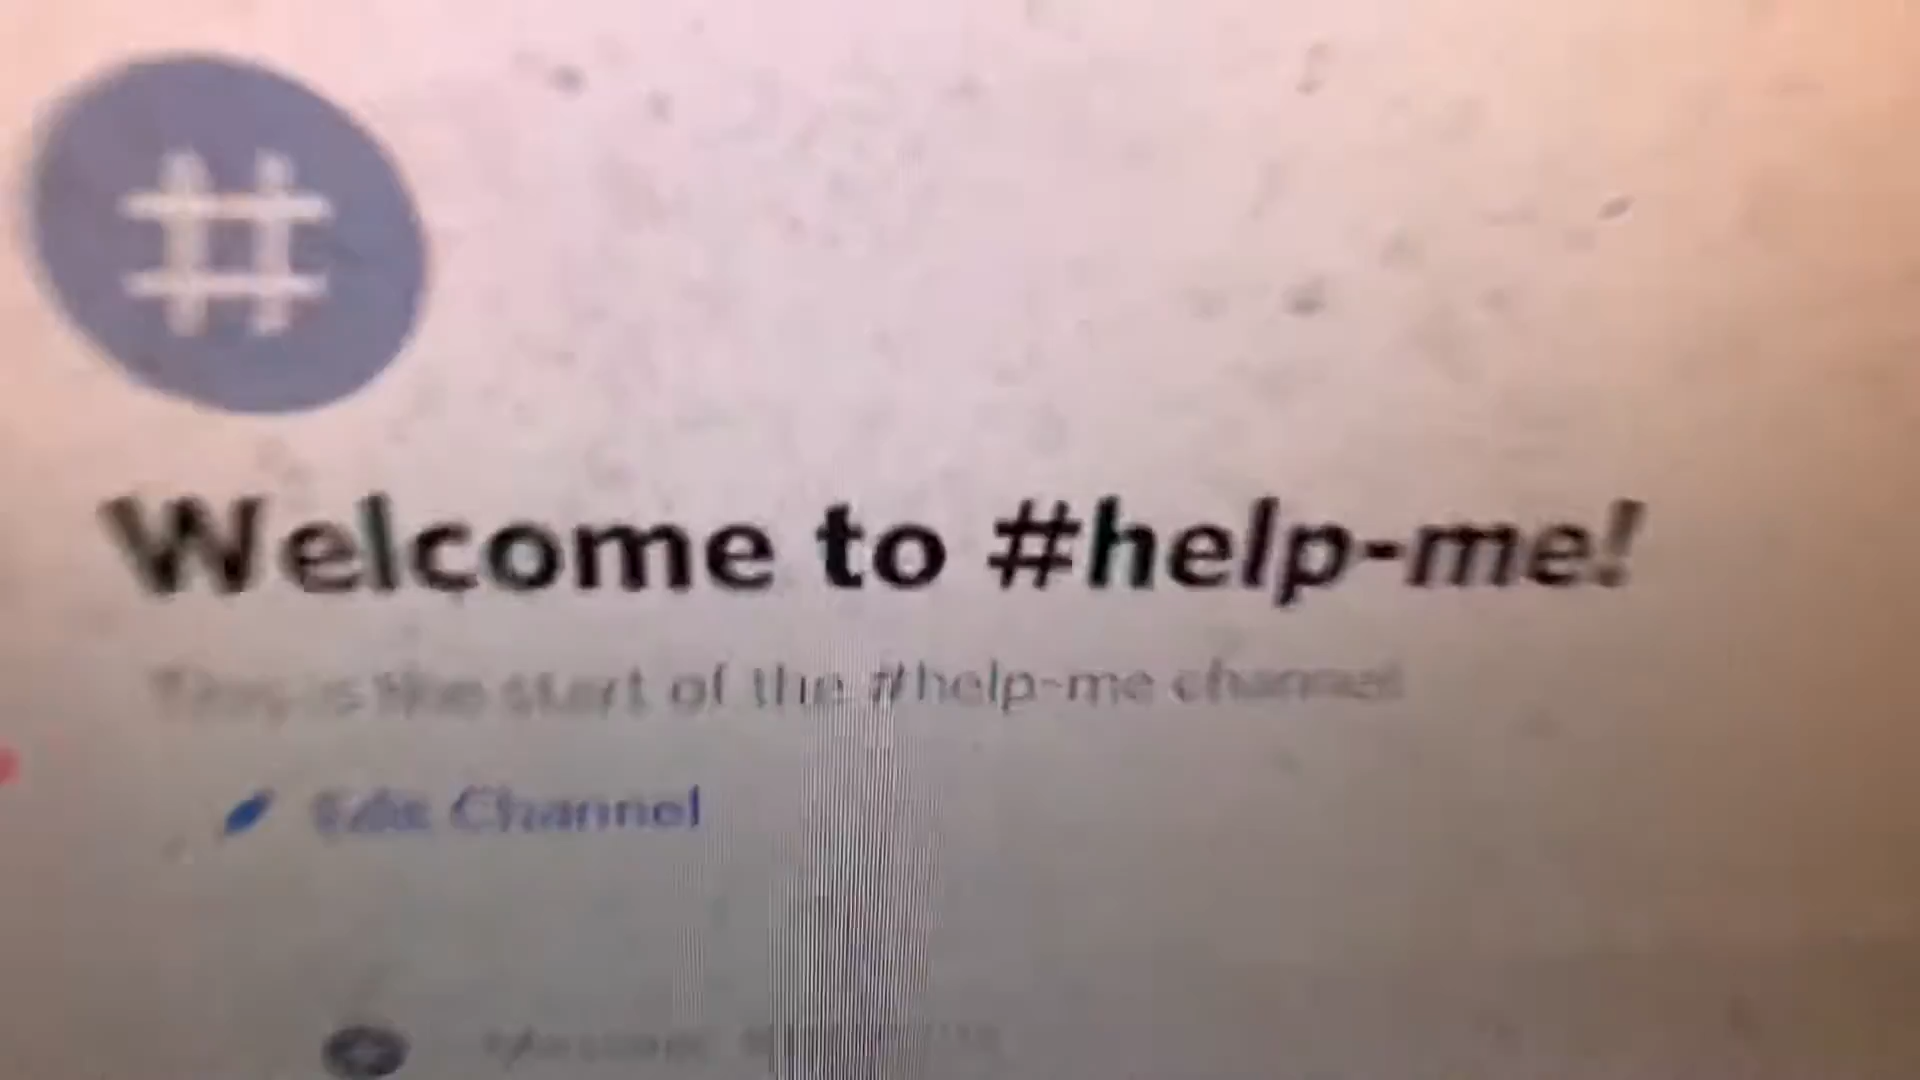 #
Welcome to #help-me!
This is the start of the #help-me channel
Edit Channel